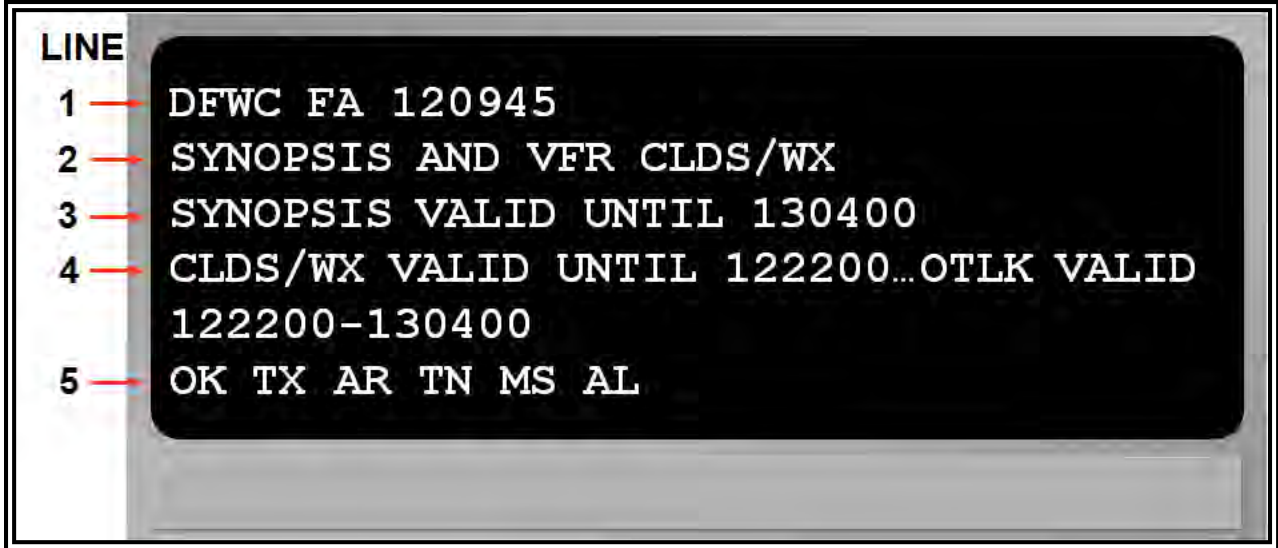 LINE
1 DFWC FA 120945
2 SYNOPSIS AND VFR CLDS/WX
3 SYNOPSIS VALID UNTIL 130400
4 CLDS/WX VALID UNTIL 122200…OTLK VALID
122200-130400
5 OK TX AR TN MS AL